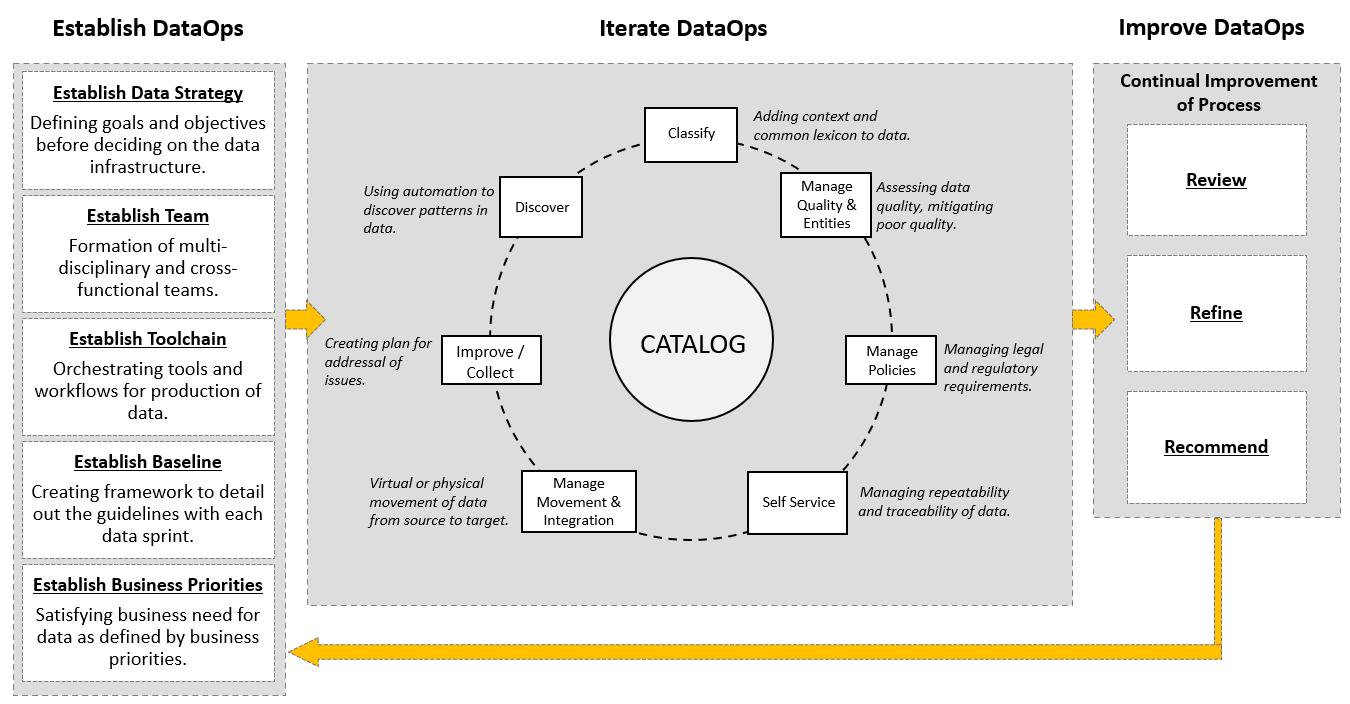 Establish DataOps
Establish Data Strategy
Defining goals and objectives
before deciding on the data
infrastructure.
Establish Team
Formation of multi-
disciplinary and cross-
functional teams.
Establish Toolchain
Orchestrating tools and
workflows for production of
data.
Establish Baseline
Creating framework to detail
out the guidelines with each
data sprint.
Establish Business Priorities
Satisfying business need for
data as defined by business
priorities.
Iterate DataOps
Classify
Adding context and
common lexicon to data.
Manage
Quality &
Entities
Assessing data
quality, mitigating
poor quality.
Manage
Policies
Managing legal
and regulatory
requirements.
Self Service
Managing repeatability
and traceability of data.
Manage
Movement &
Integration
Virtual or physical
movement of data
from source to target.
Improve /
Collect
Creating plan for
addressal of
issues.
Discover
Using automation to
discover patterns in
data.
CATALOG
Improve DataOps
Continual Improvement
of Process
Review
Refine
Recommend